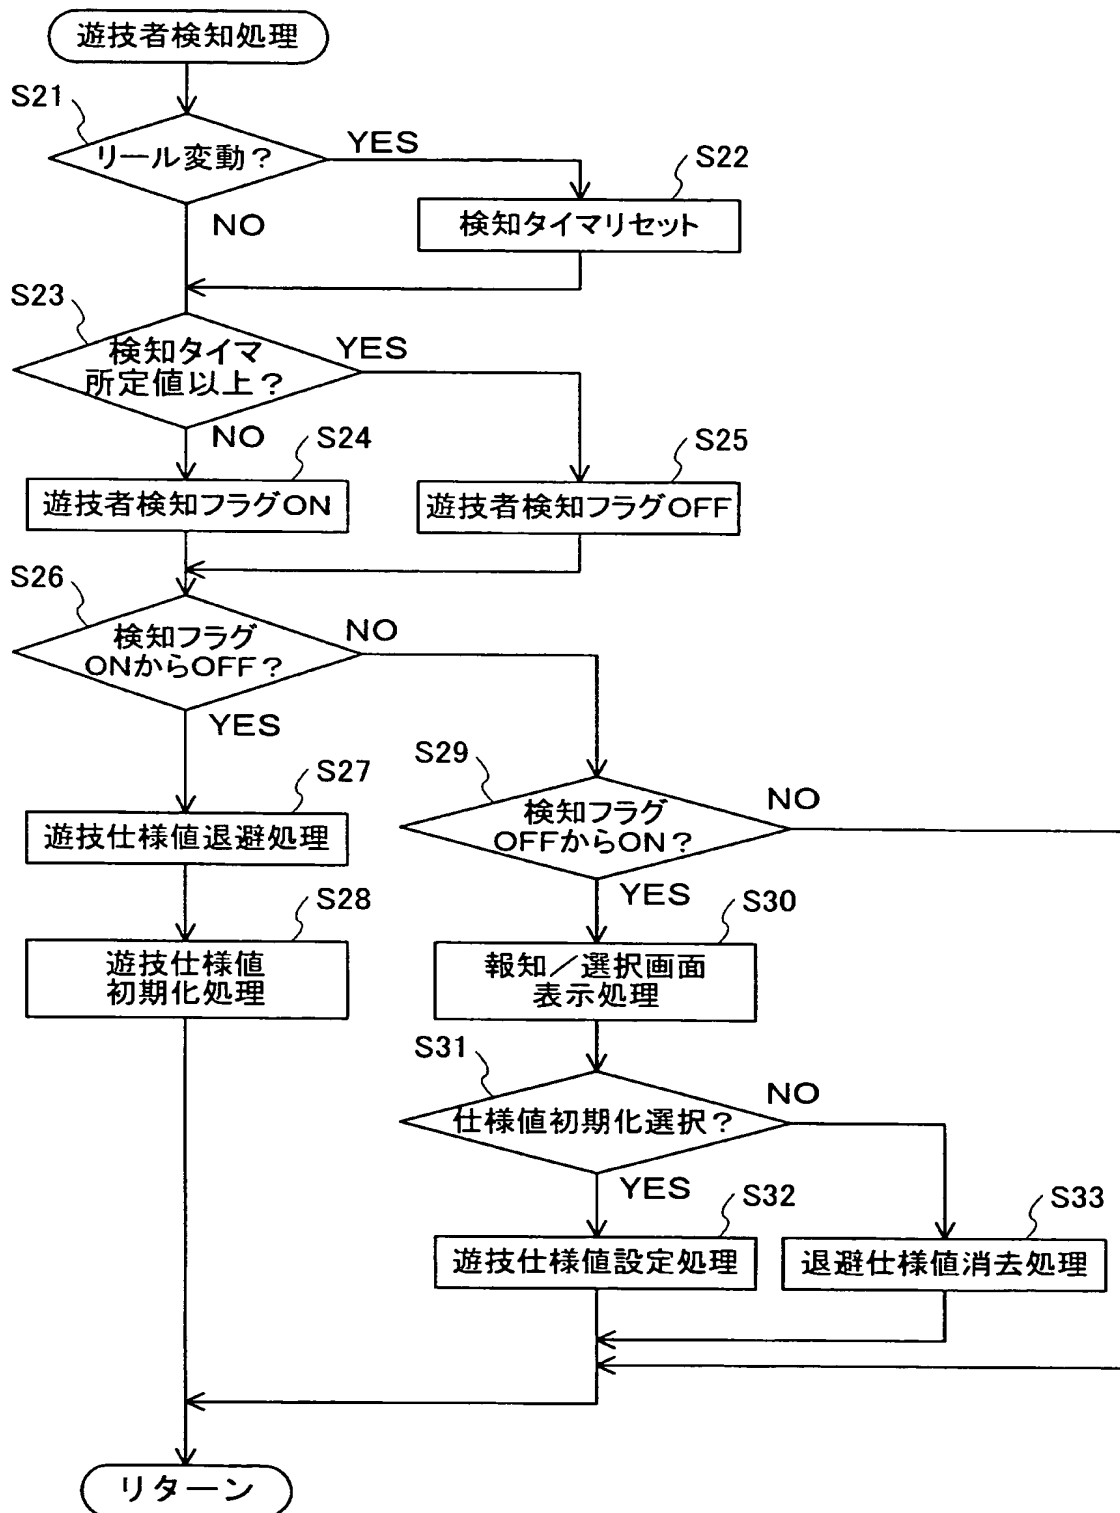 遊技者検知処理
S21
リール変動？
YES
S22
検知タイマリセット
NO
S23
検知タイマ
所定値以上？
YES
NO
S24
遊技者検知フラグON
S25
遊技者検知フラグOFF
S26
検知フラグ
ONからOFF？
NO
YES
S27
遊技仕様値退避処理
S28
遊技仕様値
初期化処理
S29
検知フラグ
OFFからON？
NO
YES
S30
報知／選択画面
表示処理
S31
仕様値初期化選択？
NO
YES
S32
遊技仕様値設定処理
S33
退避仕様値消去処理
リターン